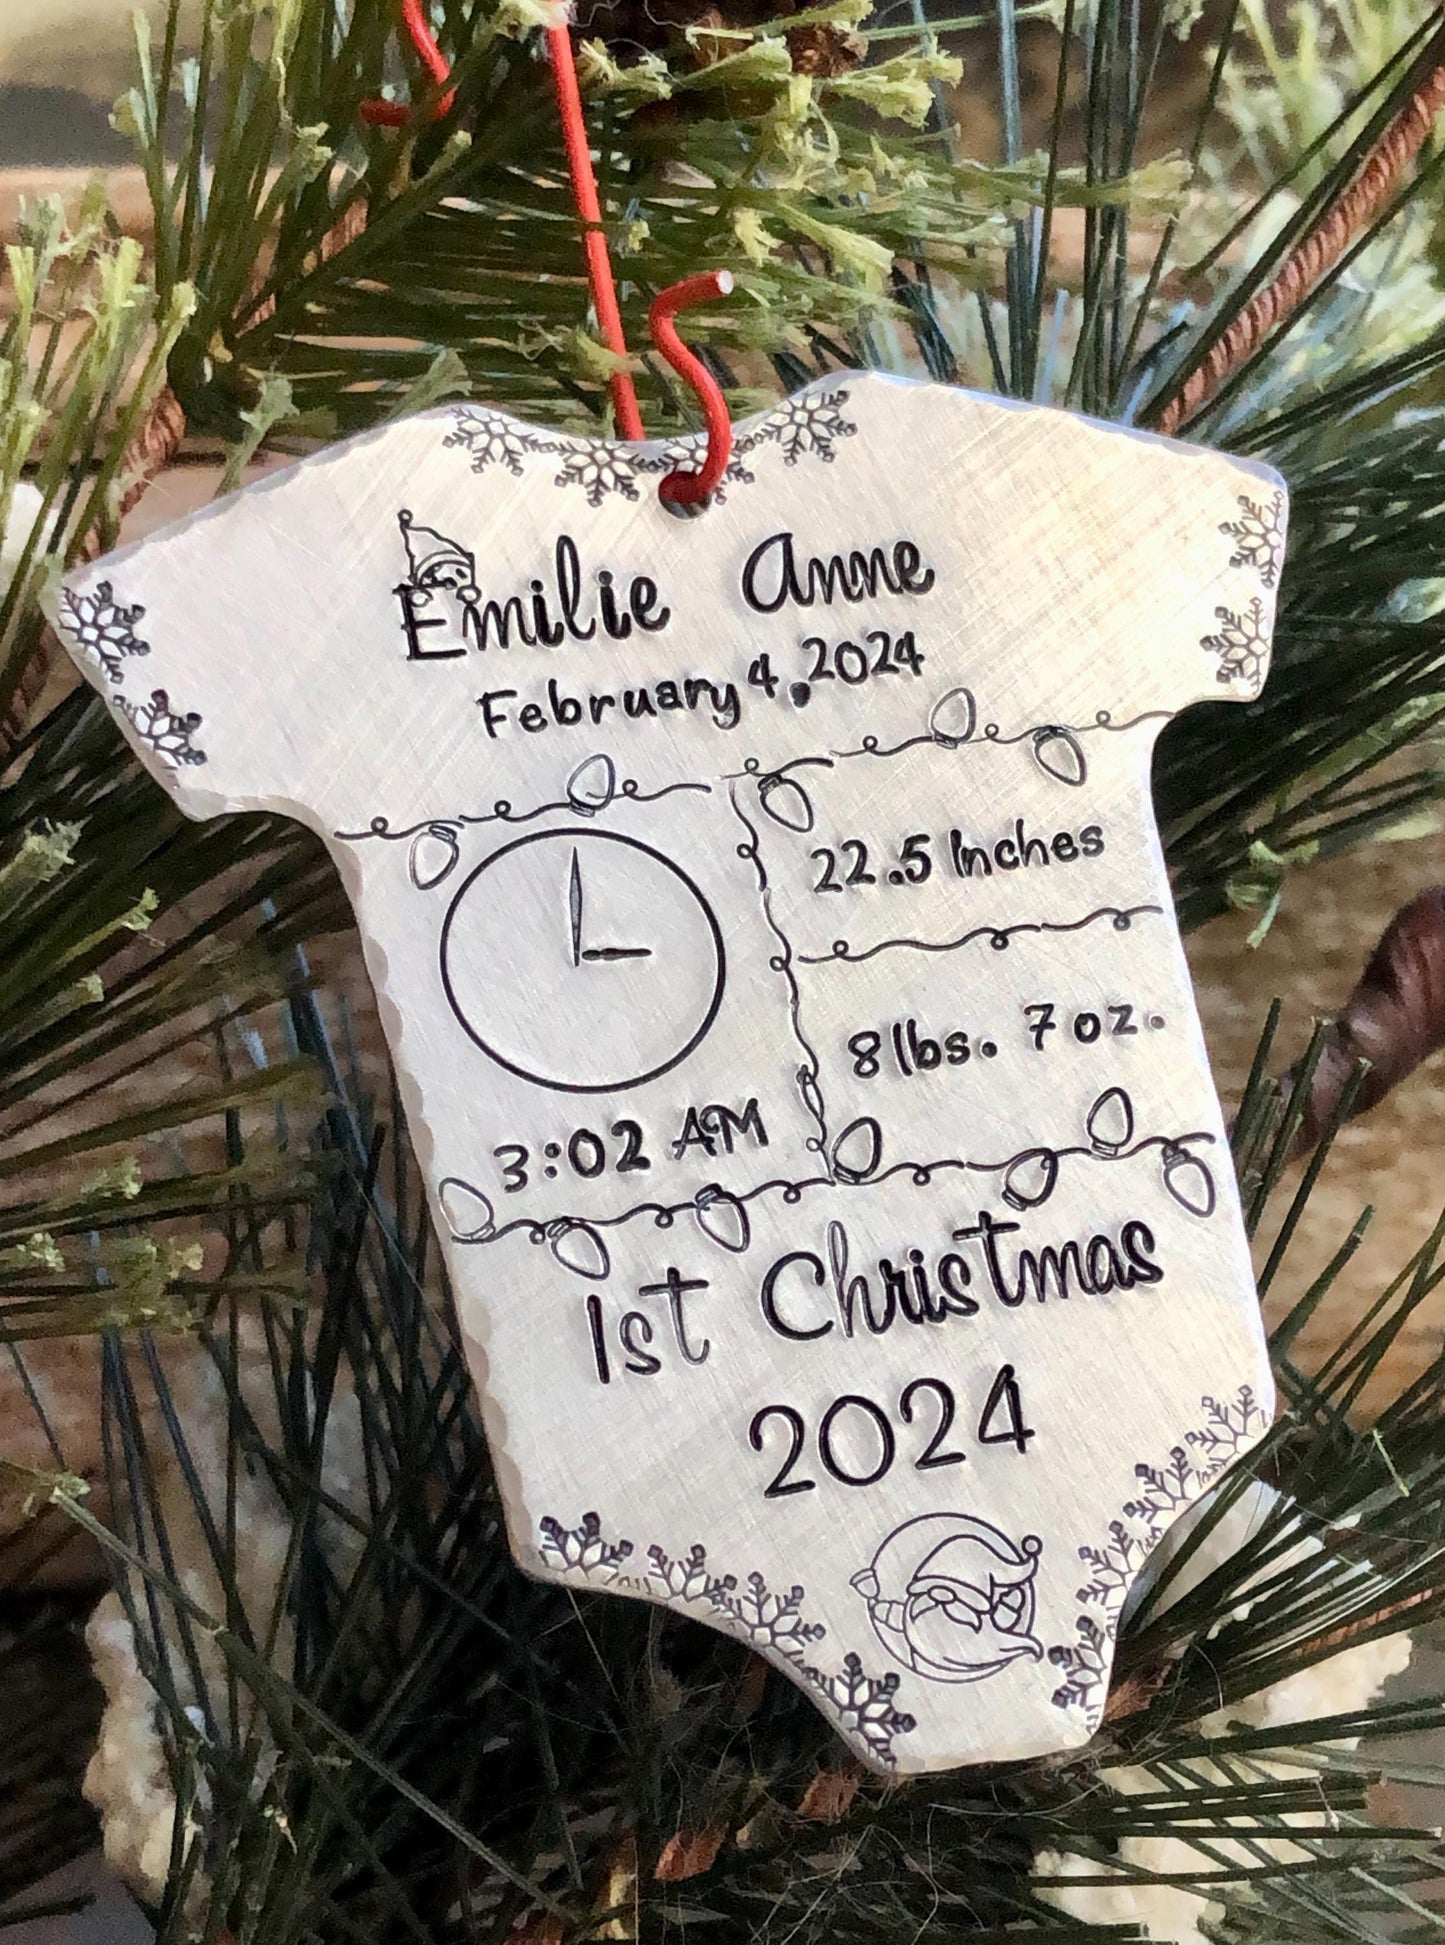 Emilie Anne
February 4, 2024
22.5 Inches
8 lbs. 7 oz.
3:02 AM
1st Christmas
2024